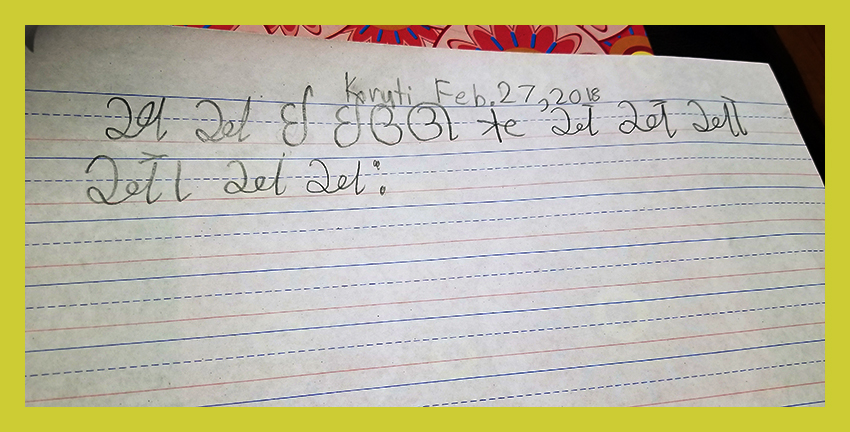 Kruti Feb.27,2018
અ આ ઇ ઈ ઉ ઊ ઋ એ ઐ ઓ
ઔ અં અઃ